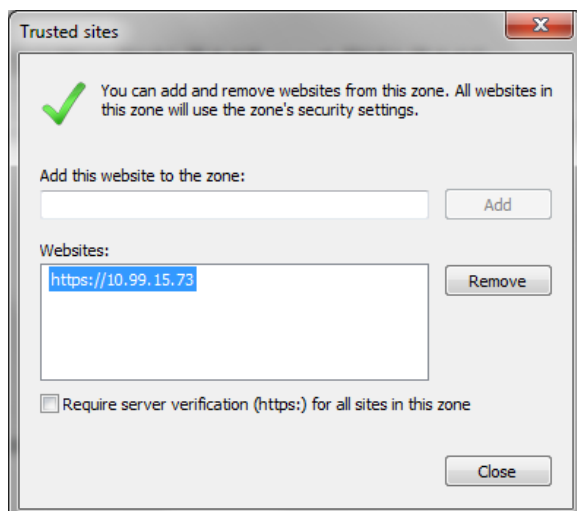 Trusted sites
You can add and remove websites from this zone. All websites in
this zone will use the zone's security settings.
Add this website to the zone:
Add
Websites:
https://10.99.15.73
Remove
Require server verification (https:) for all sites in this zone
Close